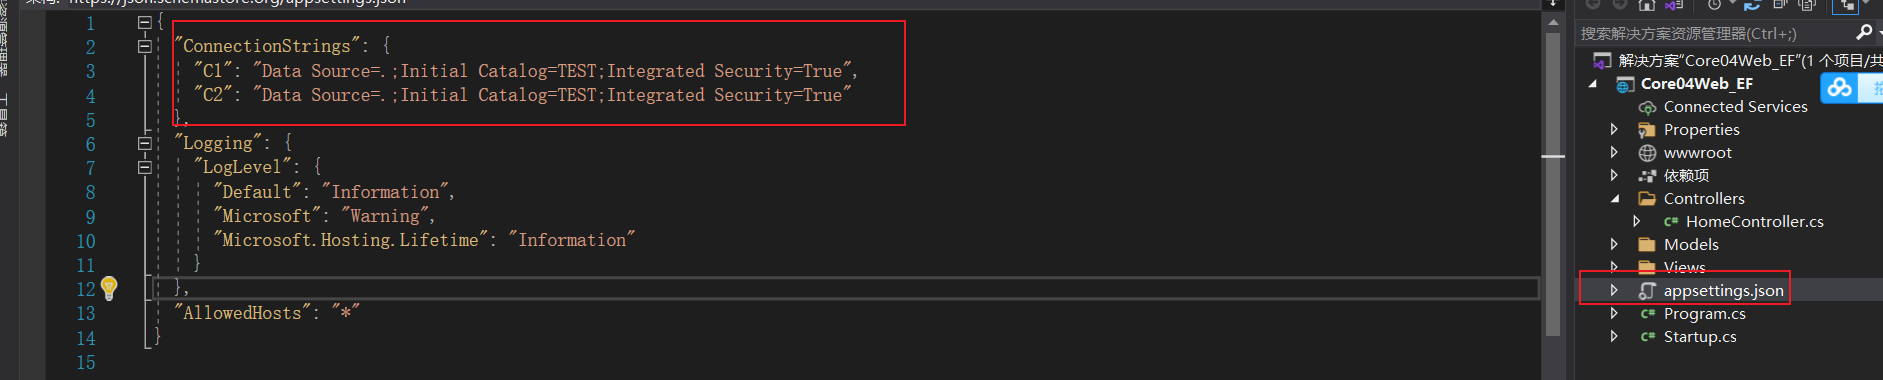 https://json.schemastore.org/appsettings.json
1 {
2 "ConnectionStrings": {
3 "C1": "Data Source=.;Initial Catalog=TEST;Integrated Security=True",
4 "C2": "Data Source=.;Initial Catalog=TEST;Integrated Security=True"
5 },
6 "Logging": {
7 "LogLevel": {
8 "Default": "Information",
9 "Microsoft": "Warning",
10 "Microsoft.Hosting.Lifetime": "Information"
11 }
12 },
13 "AllowedHosts": "*"
14 }
15
搜索解决方案资源管理器(Ctrl+;)
解决方案"Core04Web_EF"(1 个项目/共
Core04Web_EF
Connected Services
Properties
wwwroot
依赖项
Controllers
C# HomeController.cs
Models
Views
appsettings.json
C# Program.cs
C# Startup.cs
工具箱